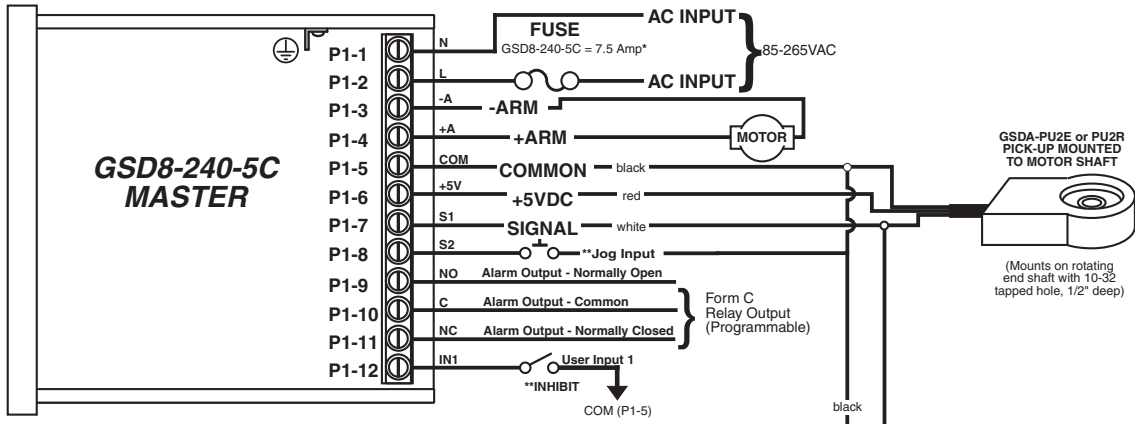 GSD8-240-5C
MASTER
P1-1
P1-2
P1-3
P1-4
P1-5
P1-6
P1-7
P1-8
P1-9
P1-10
P1-11
P1-12
N
L
-A
+A
COM
+5V
S1
S2
NO
C
NC
IN1
FUSE
GSD8-240-5C = 7.5 Amp*
AC INPUT
AC INPUT
85-265VAC
-ARM
+ARM
MOTOR
COMMON
black
+5VDC
red
SIGNAL
white
**Jog Input
Alarm Output - Normally Open
Alarm Output - Common
Alarm Output - Normally Closed
Form C
Relay Output
(Programmable)
User Input 1
**INHIBIT
COM (P1-5)
black
GSDA-PU2E or PU2R
PICK-UP MOUNTED
TO MOTOR SHAFT
(Mounts on rotating
end shaft with 10-32
tapped hole, 1/2" deep)